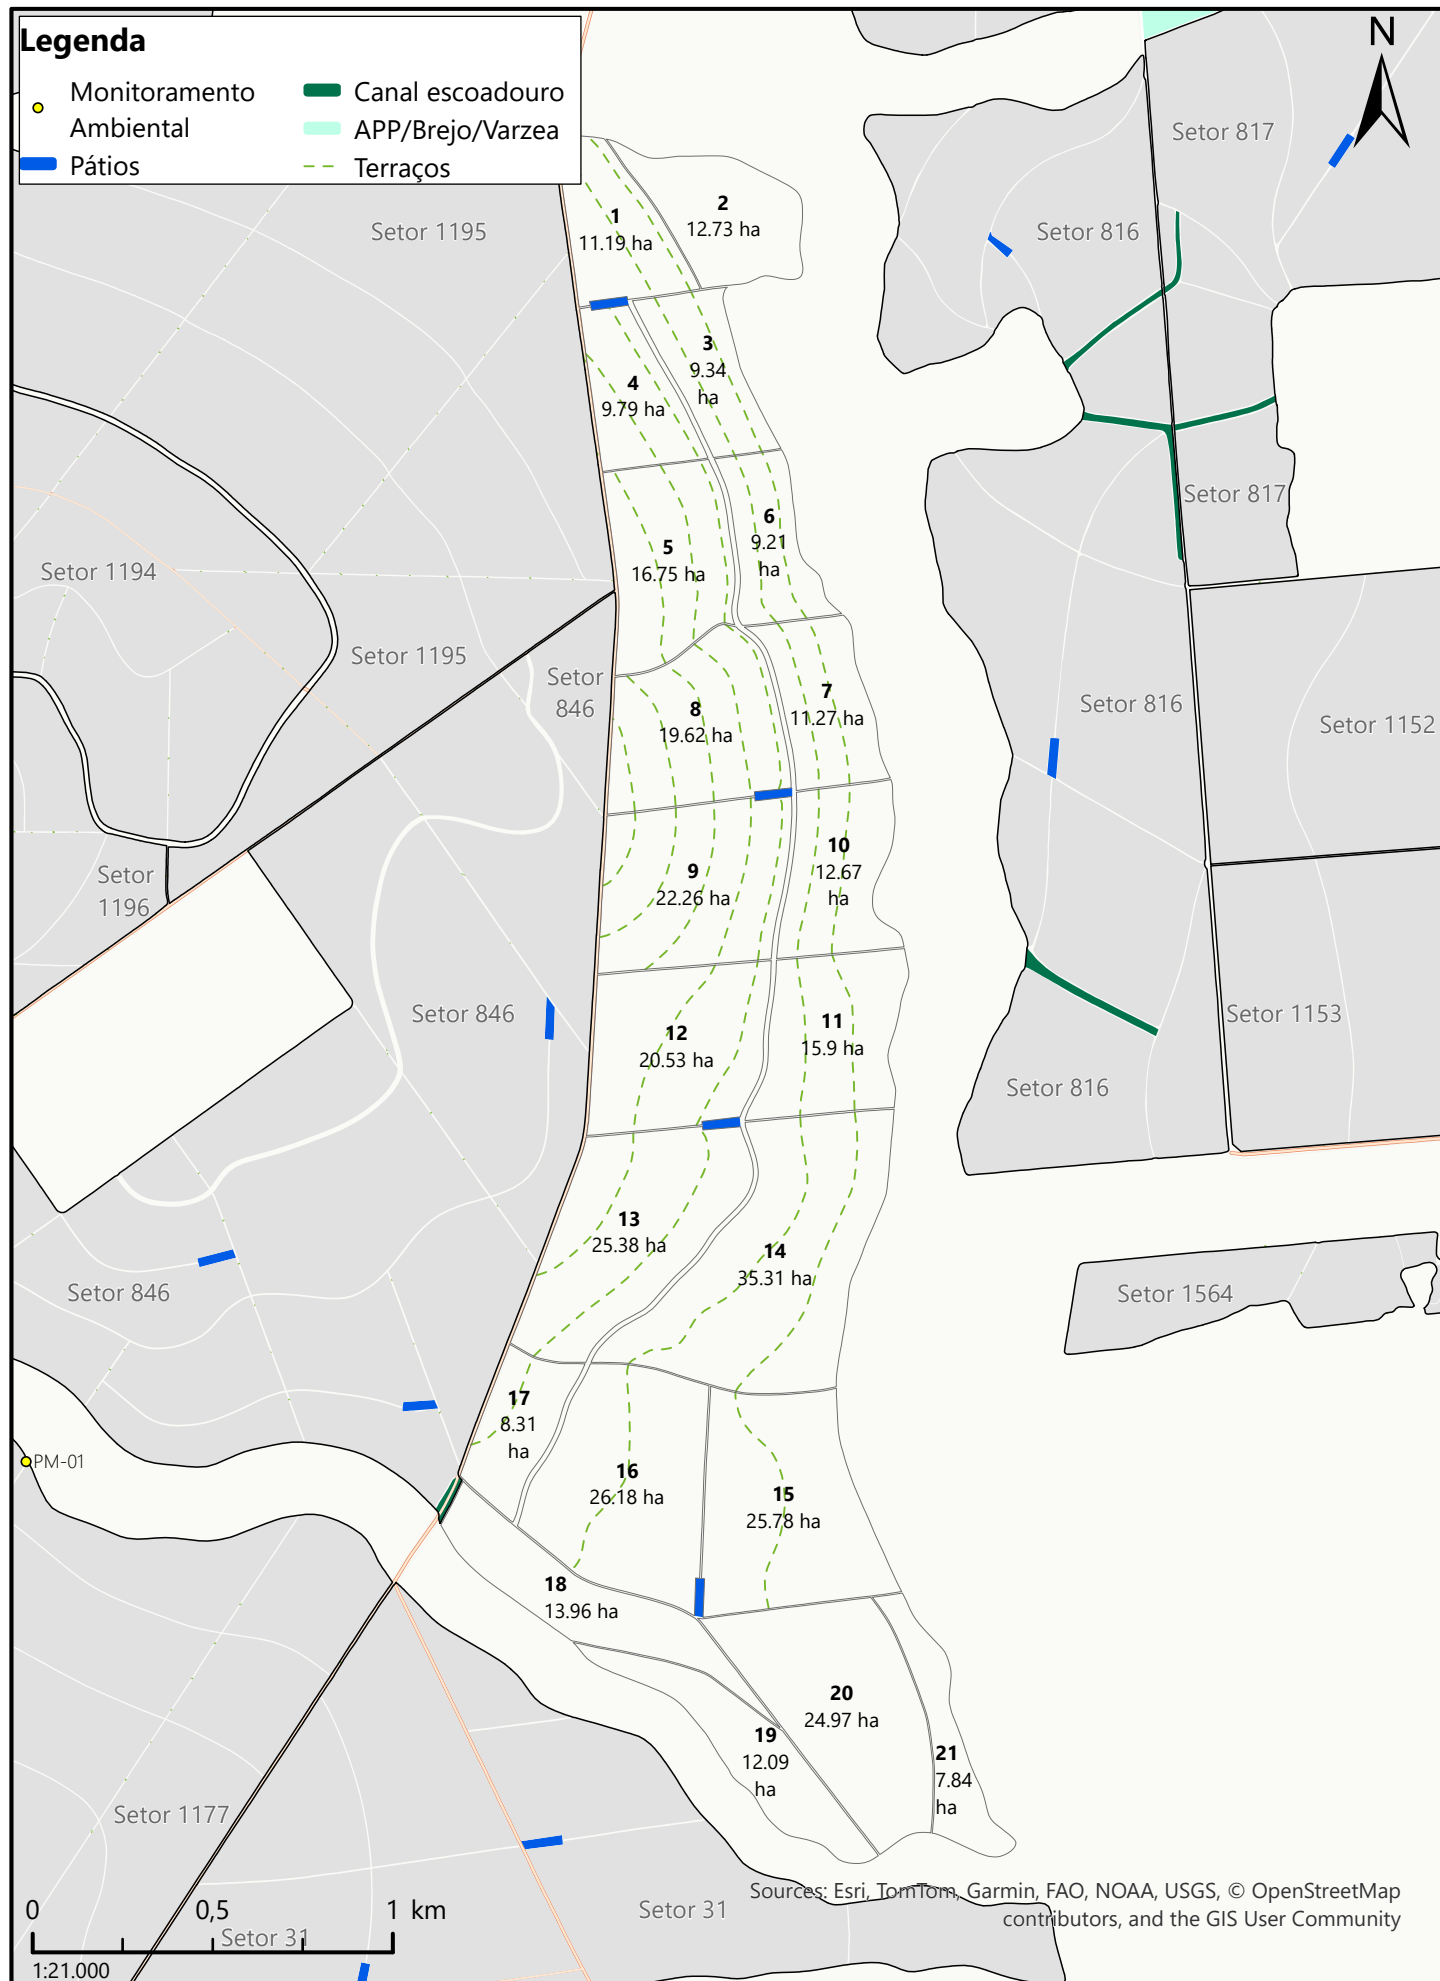 Legenda
Monitoramento
Ambiental
Pátios
Canal escoadouro
APP/Brejo/Varzea
Terraços
N
Setor 817
Setor 1195
1
11.19 ha
2
12.73 ha
Setor 816
3
9.34
ha
4
9.79 ha
Setor 817
5
16.75 ha
6
9.21
ha
Setor 1194
Setor 1195
Setor
846
7
11.27 ha
8
19.62 ha
Setor 816
Setor 1152
9
22.26 ha
10
12.67
ha
Setor
1196
Setor 846
12
20.53 ha
11
15.9 ha
Setor 1153
Setor 816
13
25.38 ha
14
35.31 ha
Setor 846
Setor 1564
17
8.31
ha
PM-01
16
26.18 ha
15
25.78 ha
18
13.96 ha
20
24.97 ha
19
12.09
ha
21
7.84
ha
Setor 1177
Setor 31
Setor 31
0 0,5 1 km
1:21.000
Sources: Esri, TomTom, Garmin, FAO, NOAA, USGS, © OpenStreetMap
contributors, and the GIS User Community